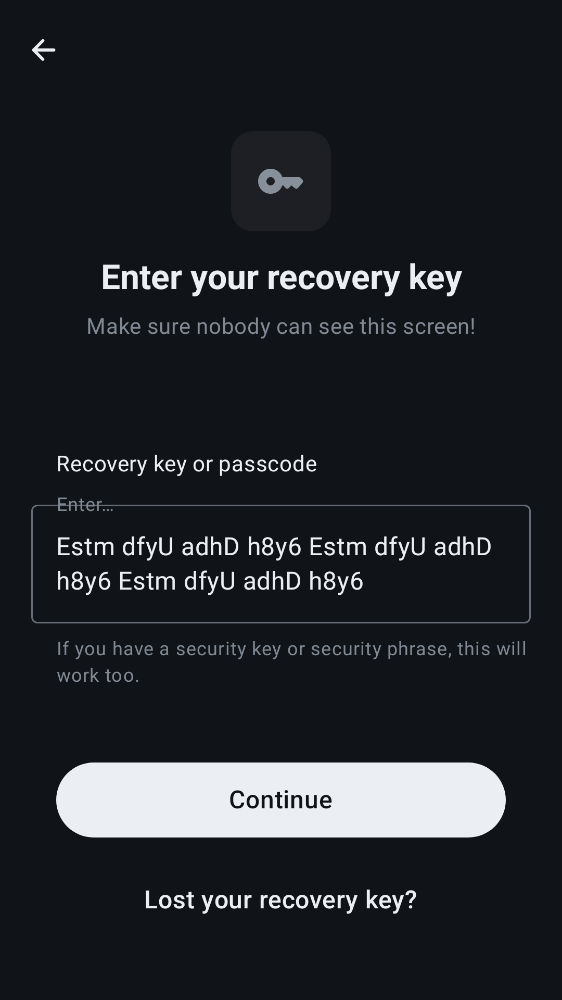 Enter your recovery key
Make sure nobody can see this screen!
Recovery key or passcode
Enter…
Estm dfyU adhD h8y6 Estm dfyU adhD
h8y6 Estm dfyU adhD h8y6
If you have a security key or security phrase, this will
work too.
Continue
Lost your recovery key?